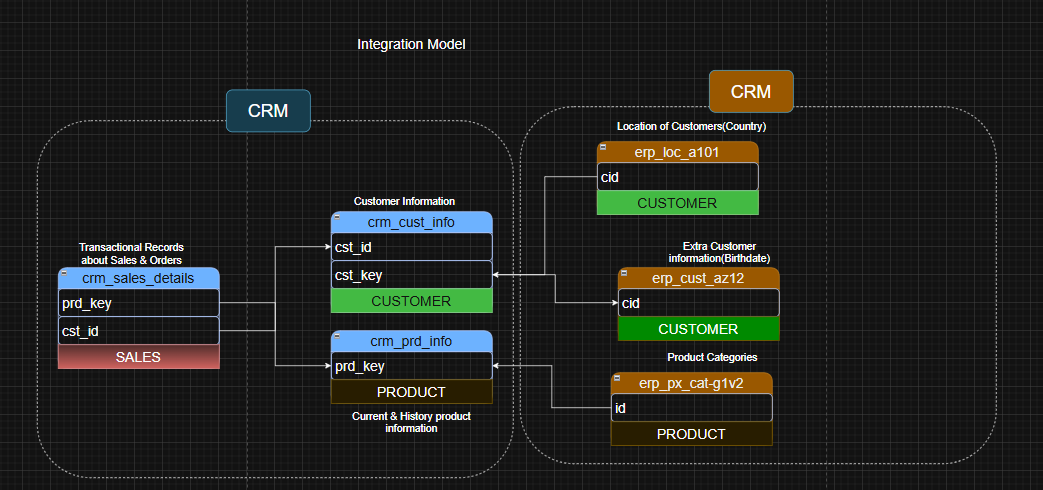 Integration Model
CRM
CRM
Location of Customers(Country)
erp_loc_a101
cid
CUSTOMER
Customer Information
crm_cust_info
cst_id
cst_key
CUSTOMER
Transactional Records
about Sales & Orders
crm_sales_details
prd_key
cst_id
SALES
Extra Customer
information(Birthdate)
erp_cust_az12
cid
CUSTOMER
crm_prd_info
prd_key
PRODUCT
Current & History product
information
Product Categories
erp_px_cat-g1v2
id
PRODUCT